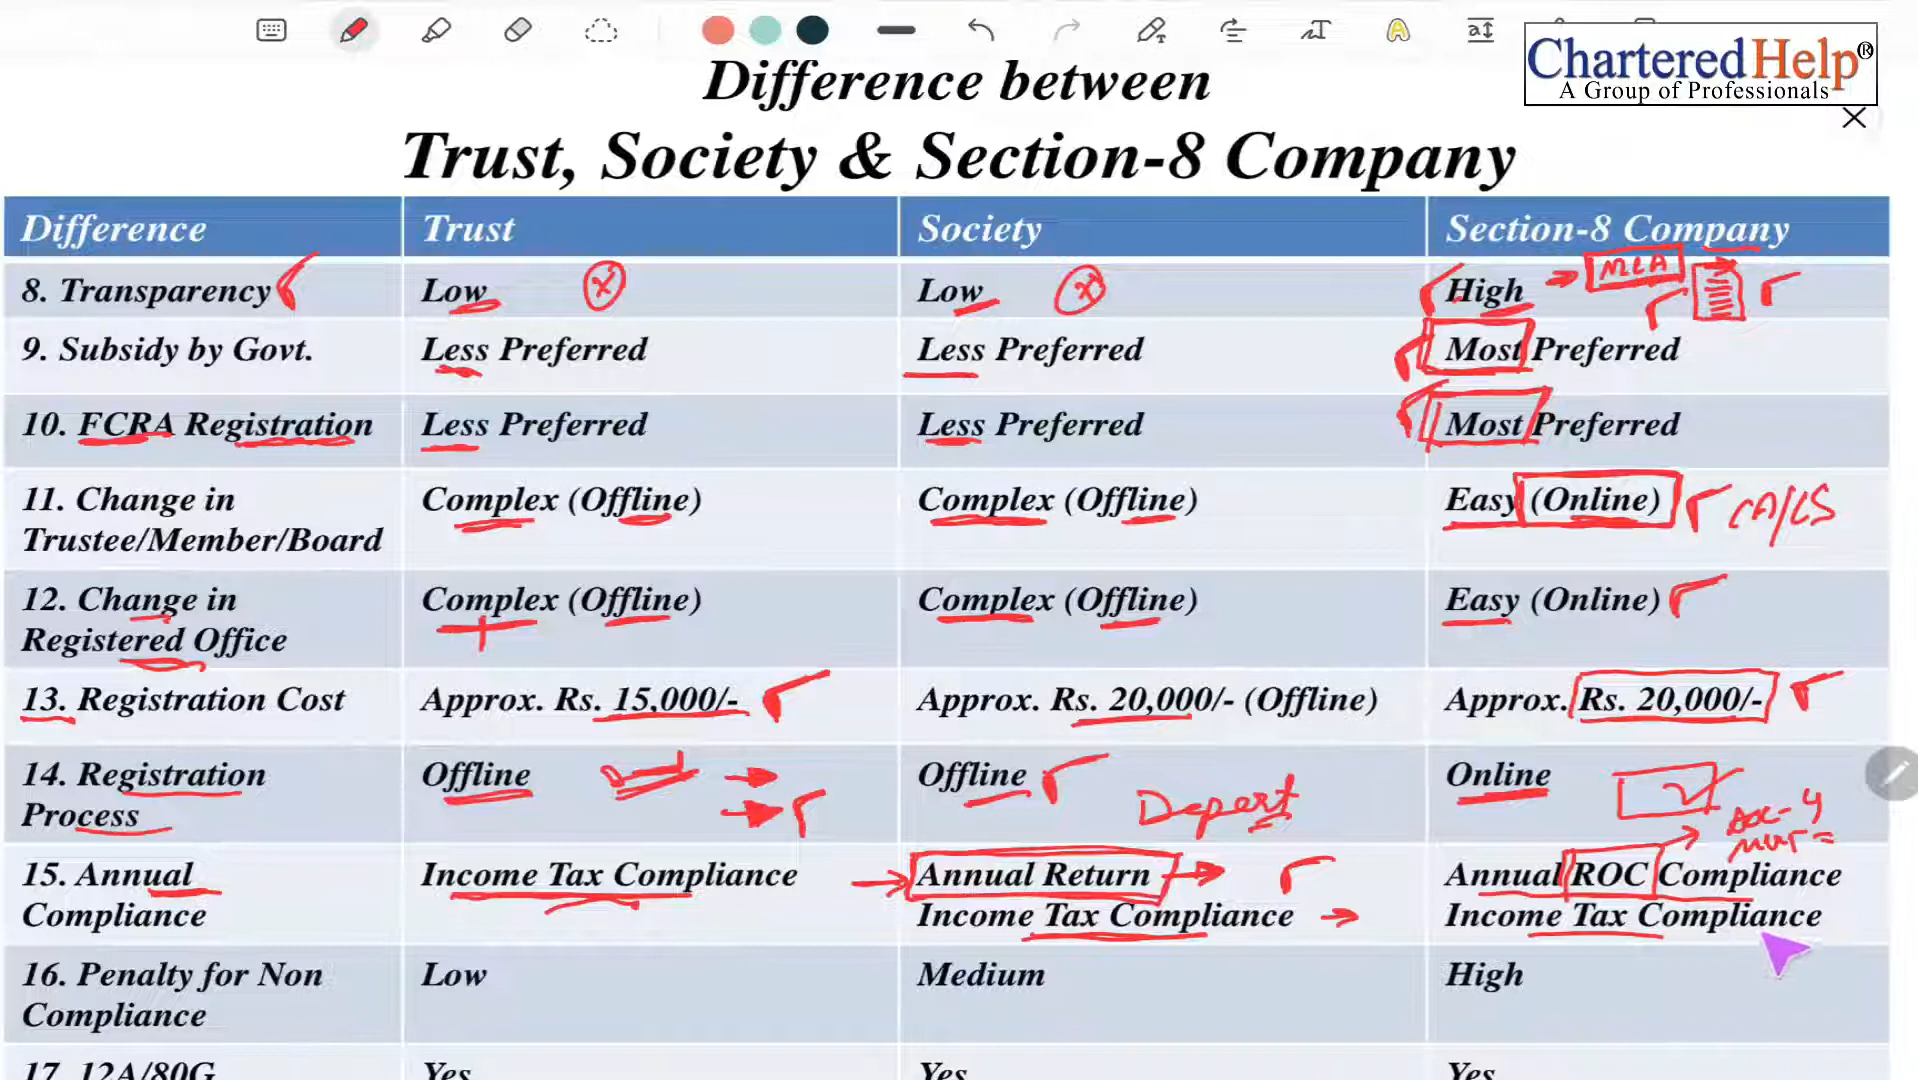 CharteredHelp®
A Group of Professionals
Difference between
Trust, Society & Section-8 Company
Difference Trust Society Section-8 Company
8. Transparency Low Low High MCA
9. Subsidy by Govt. Less Preferred Less Preferred Most Preferred
10. FCRA Registration Less Preferred Less Preferred Most Preferred
11. Change in Complex (Offline) Complex (Offline) Easy (Online) CA/CS
Trustee/Member/Board
12. Change in Complex (Offline) Complex (Offline) Easy (Online)
Registered Office
13. Registration Cost Approx. Rs. 15,000/- Approx. Rs. 20,000/- (Offline) Approx. Rs. 20,000/-
14. Registration Offline Offline Online
Process
15. Annual Income Tax Compliance Annual Return Annual ROC Compliance
Compliance Income Tax Compliance Income Tax Compliance
16. Penalty for Non Low Medium High
Compliance
17. 12A/80G Yes Yes Yes